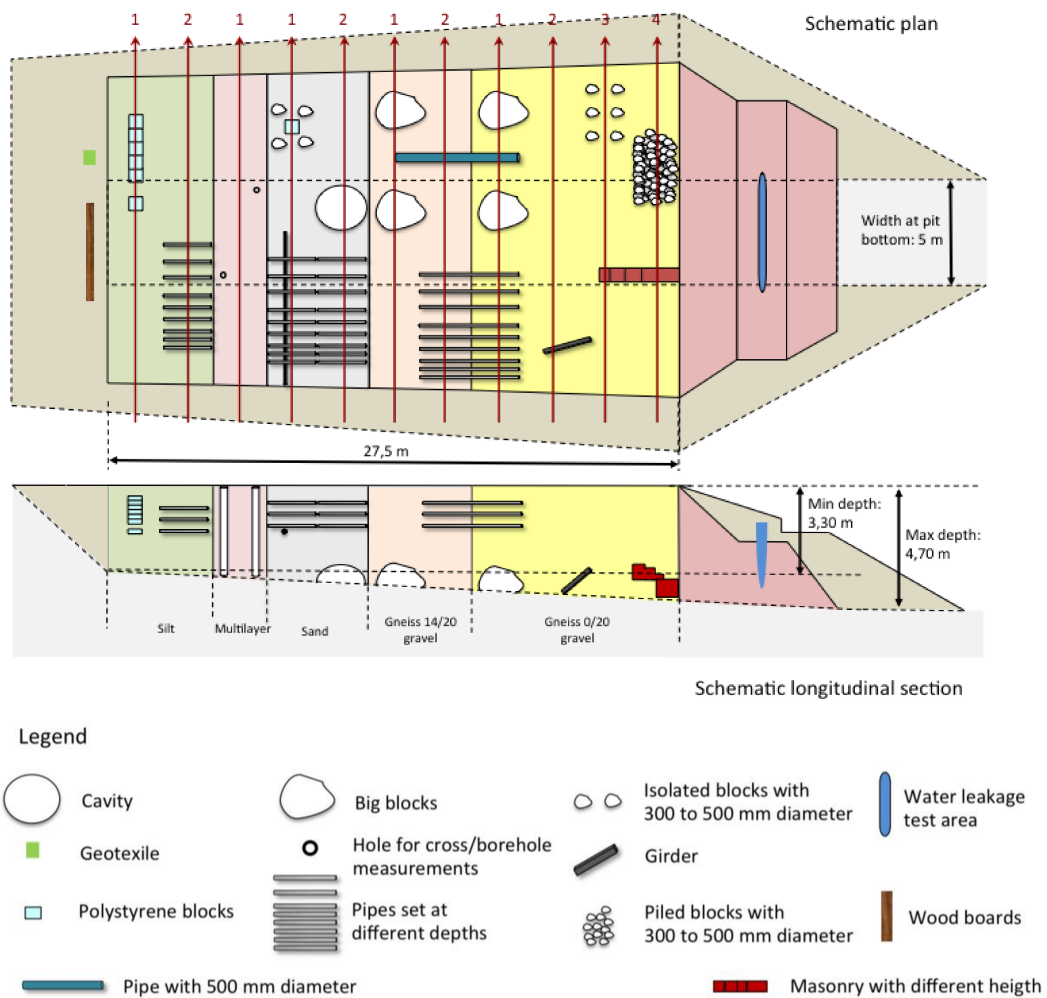 Schematic plan
1 2 1 1 2 1 2 1 2 3 4
Width at pit
bottom: 5 m
27,5 m
Min depth:
3,30 m
Max depth:
4,70 m
Silt
Multilayer
Sand
Gneiss 14/20
gravel
Gneiss 0/20
gravel
Schematic longitudinal section
Legend
Cavity
Big blocks
Isolated blocks with
300 to 500 mm diameter
Water leakage
test area
Geotexile
Hole for cross/borehole
measurements
Girder
Polystyrene blocks
Pipes set at
different depths
Piled blocks with
300 to 500 mm diameter
Wood boards
Pipe with 500 mm diameter
Masonry with different heigth